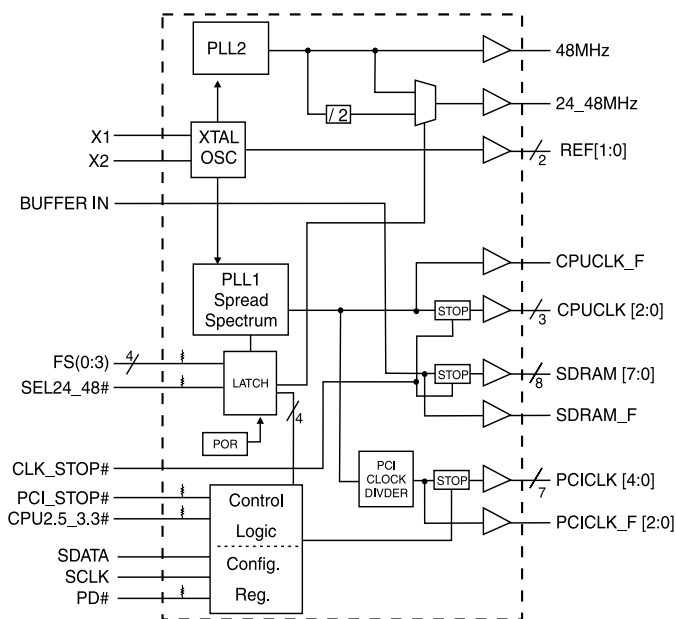 PLL2
48MHz
/ 2
24_48MHz
X1
X2
XTAL
OSC
2
REF[1:0]
BUFFER IN
PLL1
Spread
Spectrum
CPUCLK_F
STOP
3
CPUCLK [2:0]
FS(0:3)
4
SEL24_48#
LATCH
STOP
8
SDRAM [7:0]
4
SDRAM_F
POR
CLK_STOP#
PCI
CLOCK
DIVDER
STOP
7
PCICLK [4:0]
PCI_STOP#
CPU2.5_3.3#
Control
Logic
PCICLK_F [2:0]
SDATA
SCLK
PD#
Config.
Reg.